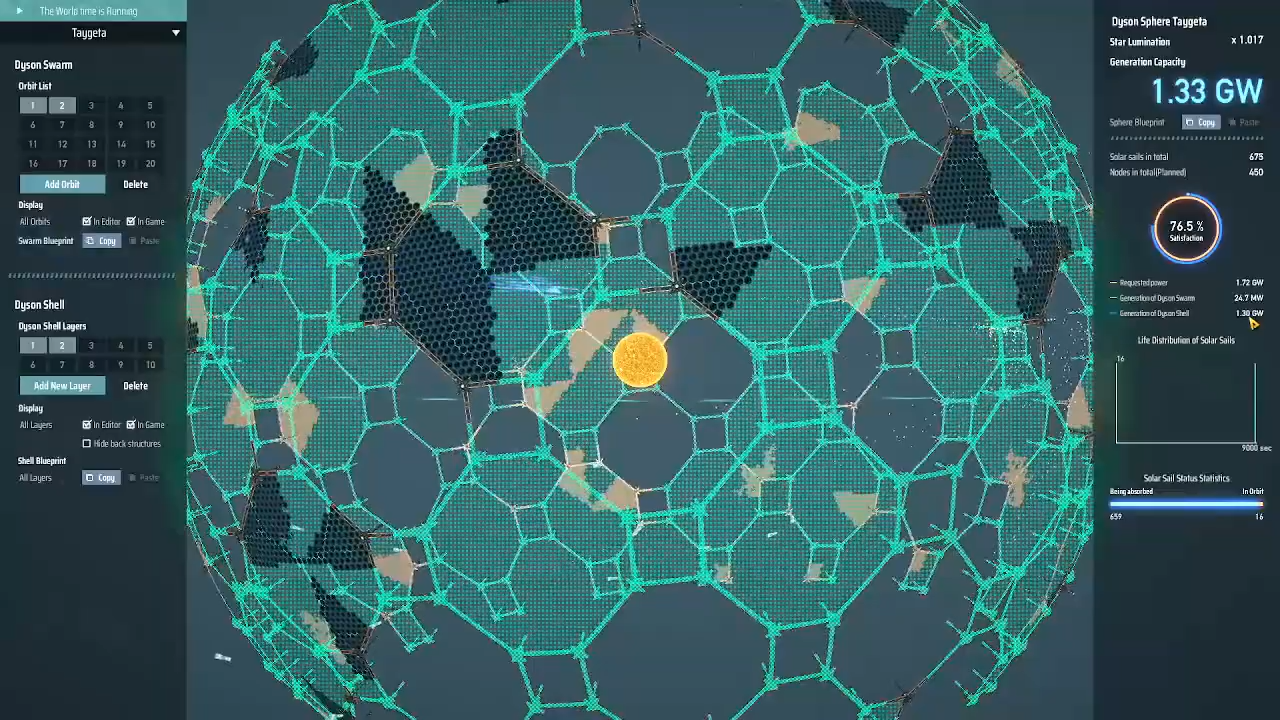 The World time is Running
Taygeta
Dyson Swarm
Orbit List
1 2 3 4 5
6 7 8 9 10
11 12 13 14 15
16 17 18 19 20
Add Orbit Delete
Display
All Orbits In Editor In Game
Swarm Blueprint Copy Paste
Dyson Shell
Dyson Shell Layers
1 2 3 4 5
6 7 8 9 10
Add New Layer Delete
Display
All Layers In Editor In Game
Hide back structures
Shell Blueprint
All Layers Copy Paste
Dyson Sphere Taygeta
Star Lumination x 1.017
Generation Capacity
1.33 GW
Sphere Blueprint Copy Paste
Solar sails in total 675
Nodes in total(Planned) 450
76.5 %
Satisfaction
Requested power 1.72 GW
Generation of Dyson Swarm 24.7 MW
Generation of Dyson Shell 1.30 GW
Life Distribution of Solar Sails
16
9000 sec
Solar Sail Status Statistics
Being absorbed In Orbit
659 16